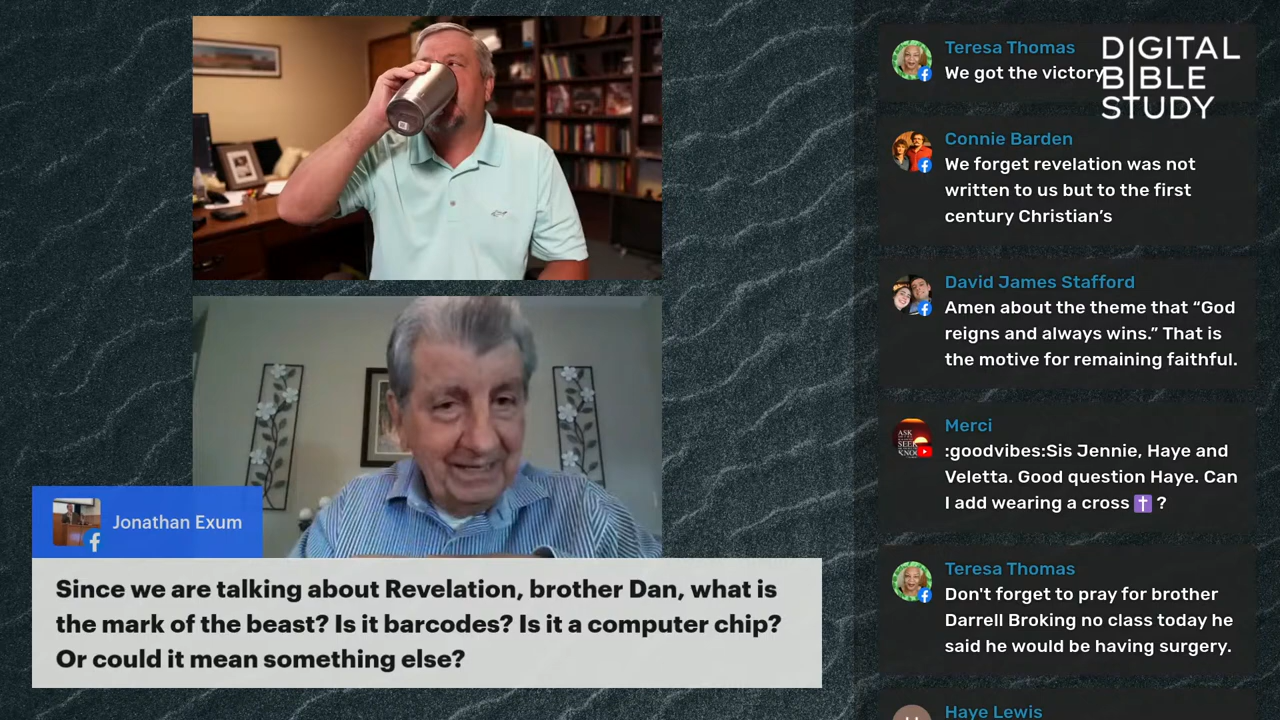 Teresa Thomas
We got the victory
DIGITAL
BIBLE
STUDY
Connie Barden
We forget revelation was not
written to us but to the first
century Christian’s
David James Stafford
Amen about the theme that “God
reigns and always wins.” That is
the motive for remaining faithful.
Merci
ASK
SEEK
KNOC
:goodvibes:Sis Jennie, Haye and
Veletta. Good question Haye. Can
I add wearing a cross ✝️ ?
Jonathan Exum
Since we are talking about Revelation, brother Dan, what is
the mark of the beast? Is it barcodes? Is it a computer chip?
Or could it mean something else?
Teresa Thomas
Don't forget to pray for brother
Darrell Broking no class today he
said he would be having surgery.
H
Haye Lewis